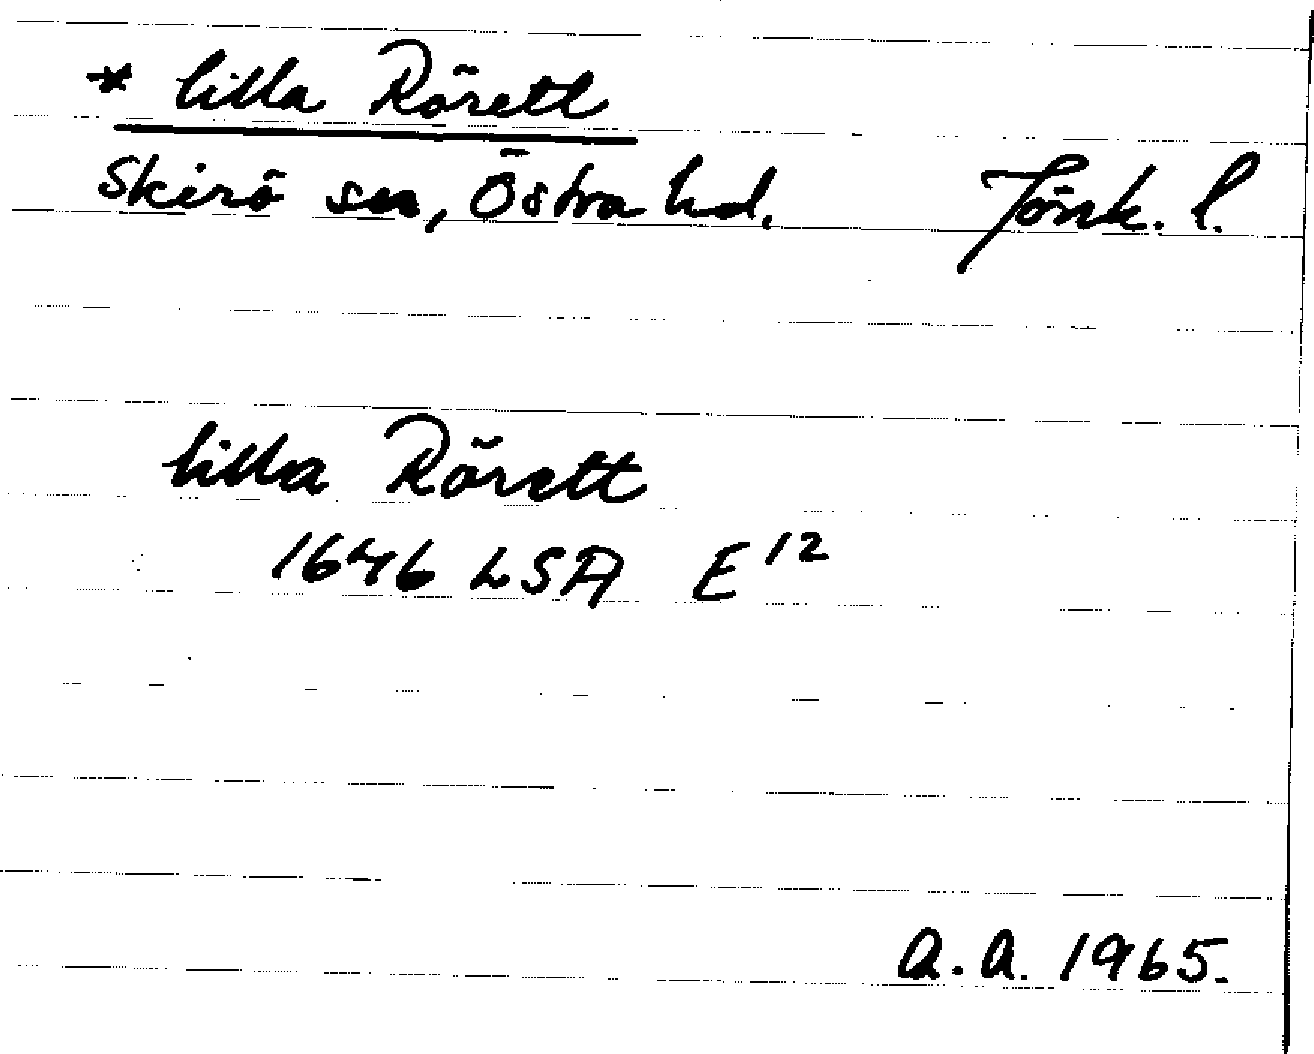 * lilla Rörett
Skirö sn, Östra hd. Jönk. l.
lilla Rörett
1646 LSA E12
A.A. 1965.